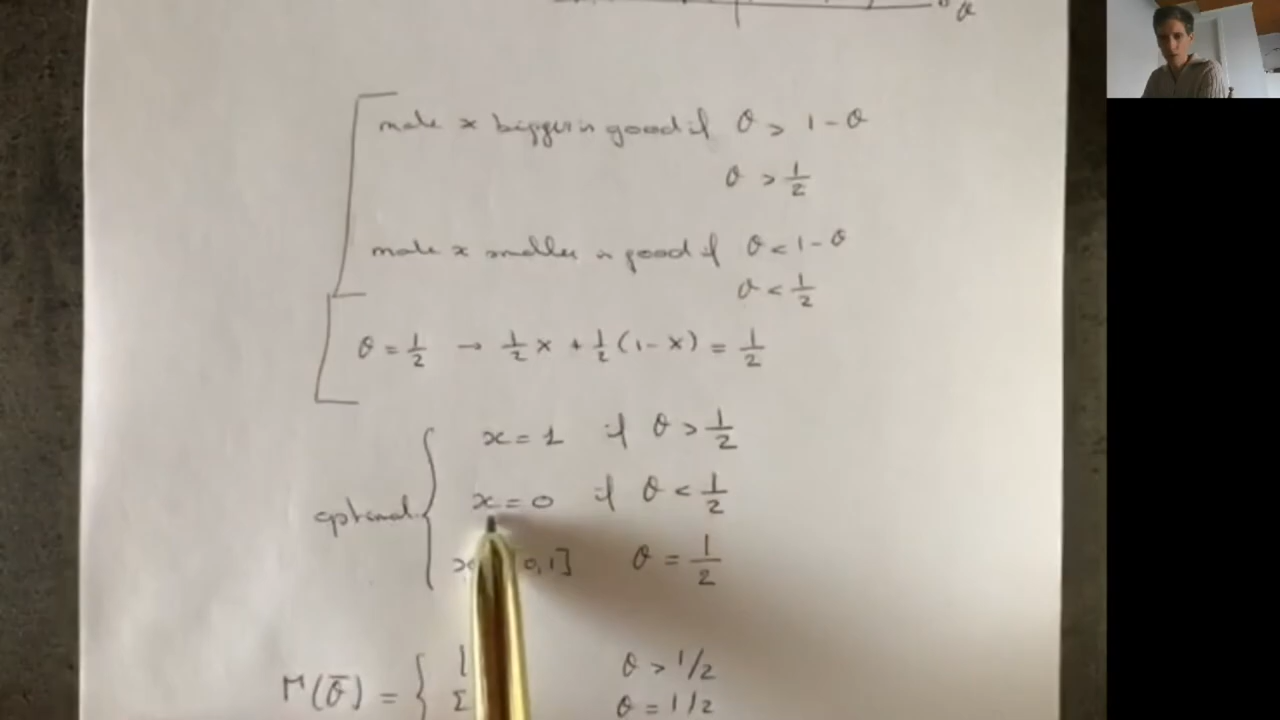 make x bigger is good if θ > 1 - θ
θ > 1/2
make x smaller is good if θ < 1 - θ
θ < 1/2
θ = 1/2 → 1/2 x + 1/2 (1 - x) = 1/2
optimal { x = 1 if θ > 1/2
x = 0 if θ < 1/2
0,1] θ = 1/2
Γ(θ̄) = { θ > 1/2
θ = 1/2